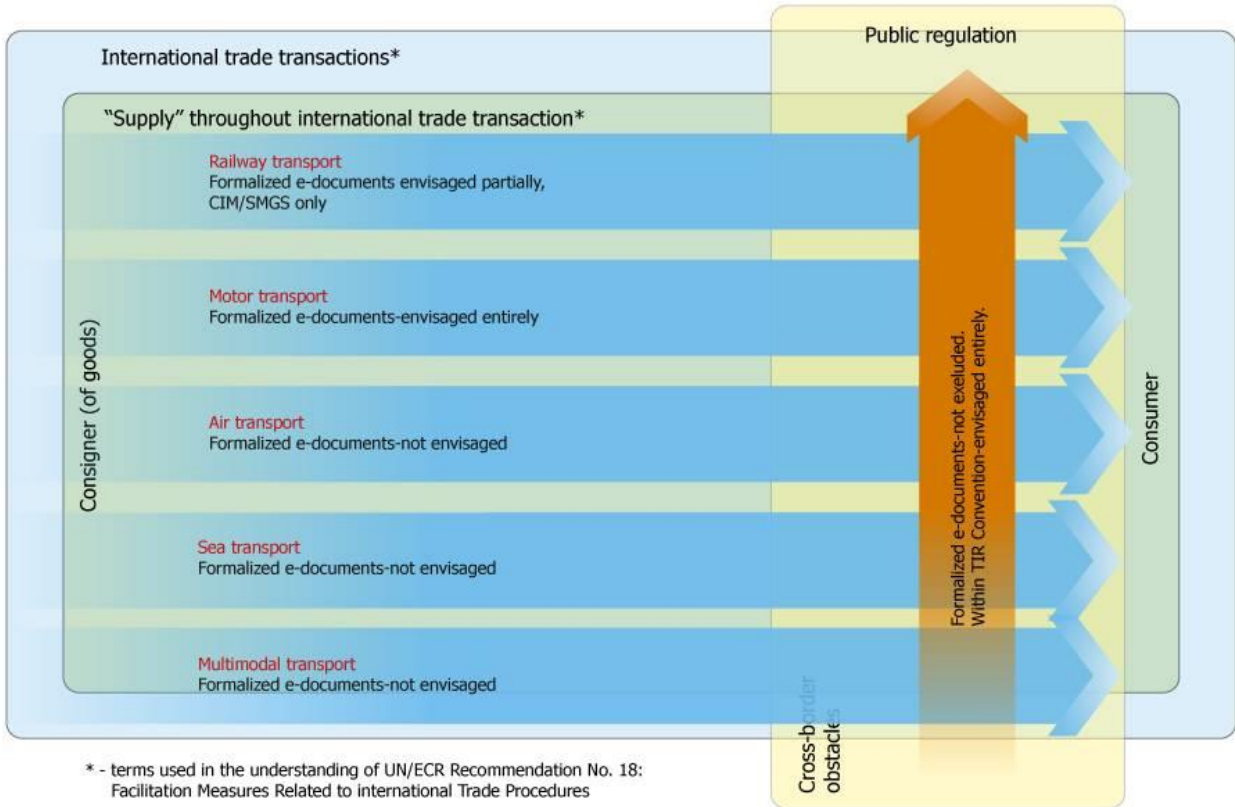 Public regulation
International trade transactions*
“Supply” throughout international trade transaction*
Railway transport
Formalized e-documents envisaged partially,
CIM/SMGS only
Motor transport
Formalized e-documents-envisaged entirely
Air transport
Formalized e-documents-not envisaged
Sea transport
Formalized e-documents-not envisaged
Multimodal transport
Formalized e-documents-not envisaged
Consigner (of goods)
Formalized e-documents-not exeluded.
Within TIR Convention-envisaged entirely.
Consumer
Cross-border
obstacles
* - terms used in the understanding of UN/ECR Recommendation No. 18:
Facilitation Measures Related to international Trade Procedures